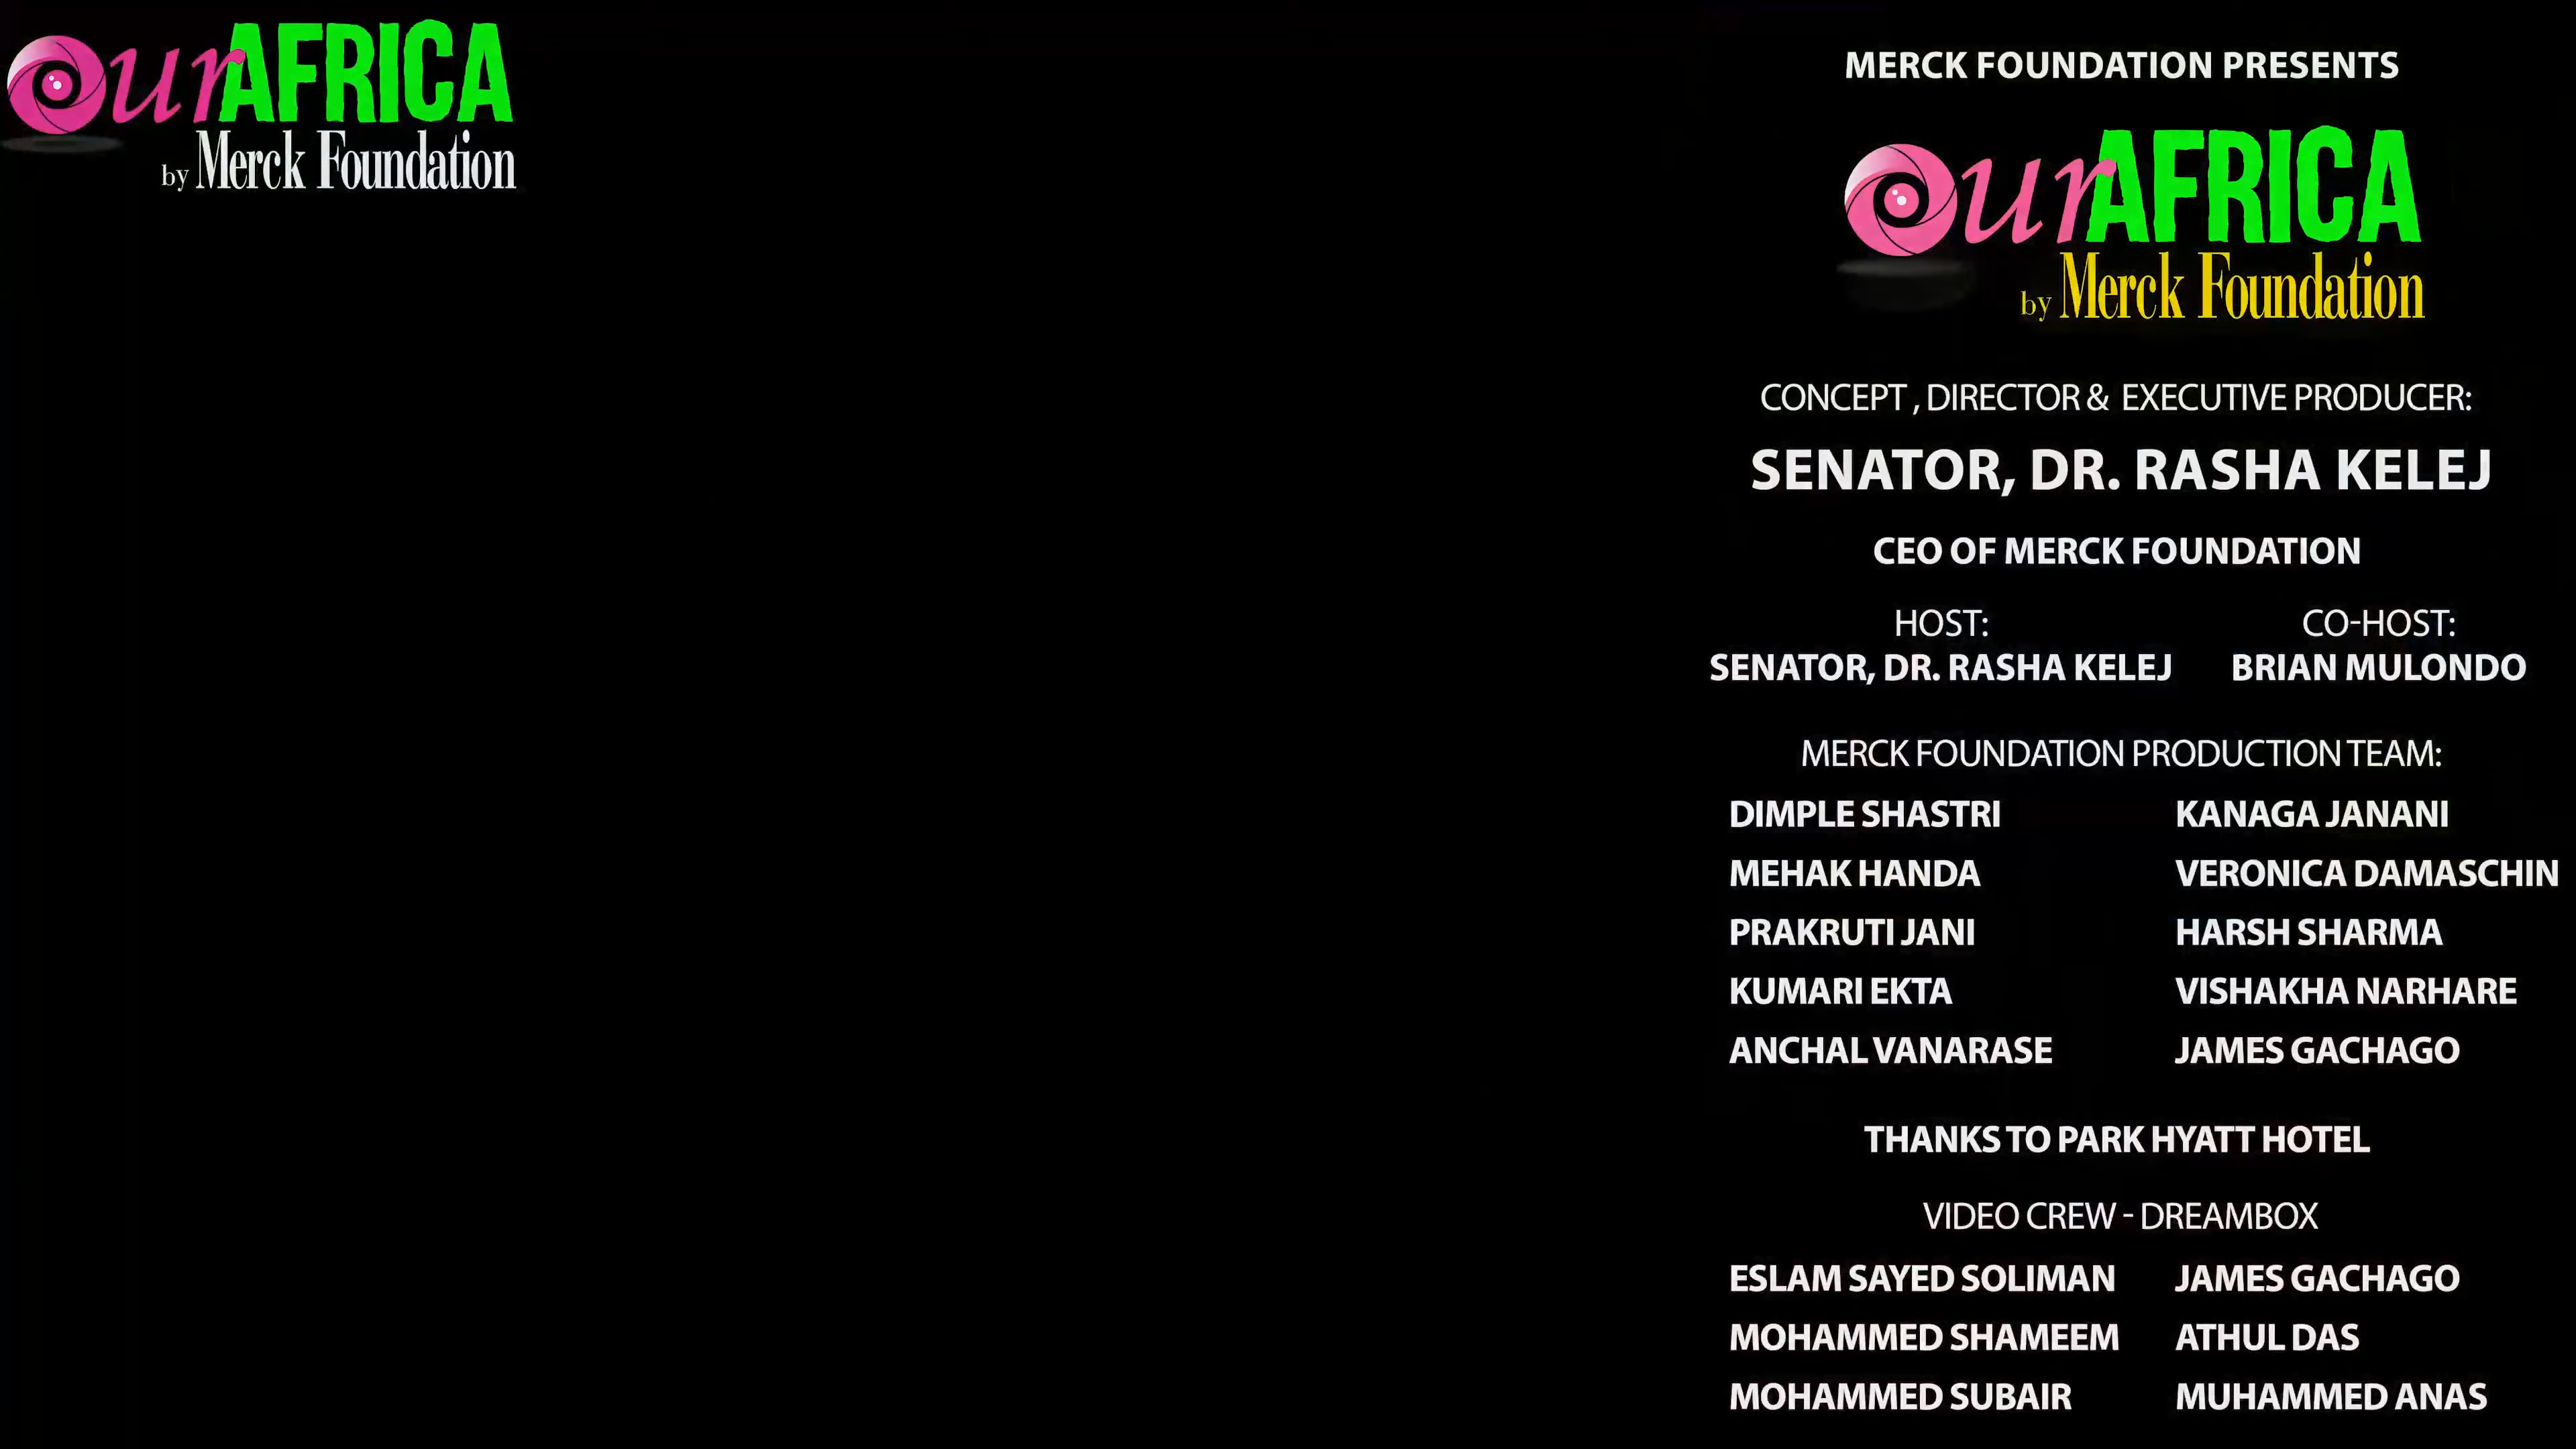 OurAFRICA
by Merck Foundation
MERCK FOUNDATION PRESENTS
OurAFRICA
by Merck Foundation
CONCEPT , DIRECTOR & EXECUTIVE PRODUCER:
SENATOR, DR. RASHA KELEJ
CEO OF MERCK FOUNDATION
HOST: CO-HOST:
SENATOR, DR. RASHA KELEJ BRIAN MULONDO
MERCK FOUNDATION PRODUCTION TEAM:
DIMPLE SHASTRI KANAGA JANANI
MEHAK HANDA VERONICA DAMASCHIN
PRAKRUTI JANI HARSH SHARMA
KUMARI EKTA VISHAKHA NARHARE
ANCHAL VANARASE JAMES GACHAGO
THANKS TO PARK HYATT HOTEL
VIDEO CREW - DREAMBOX
ESLAM SAYED SOLIMAN JAMES GACHAGO
MOHAMMED SHAMEEM ATHUL DAS
MOHAMMED SUBAIR MUHAMMED ANAS